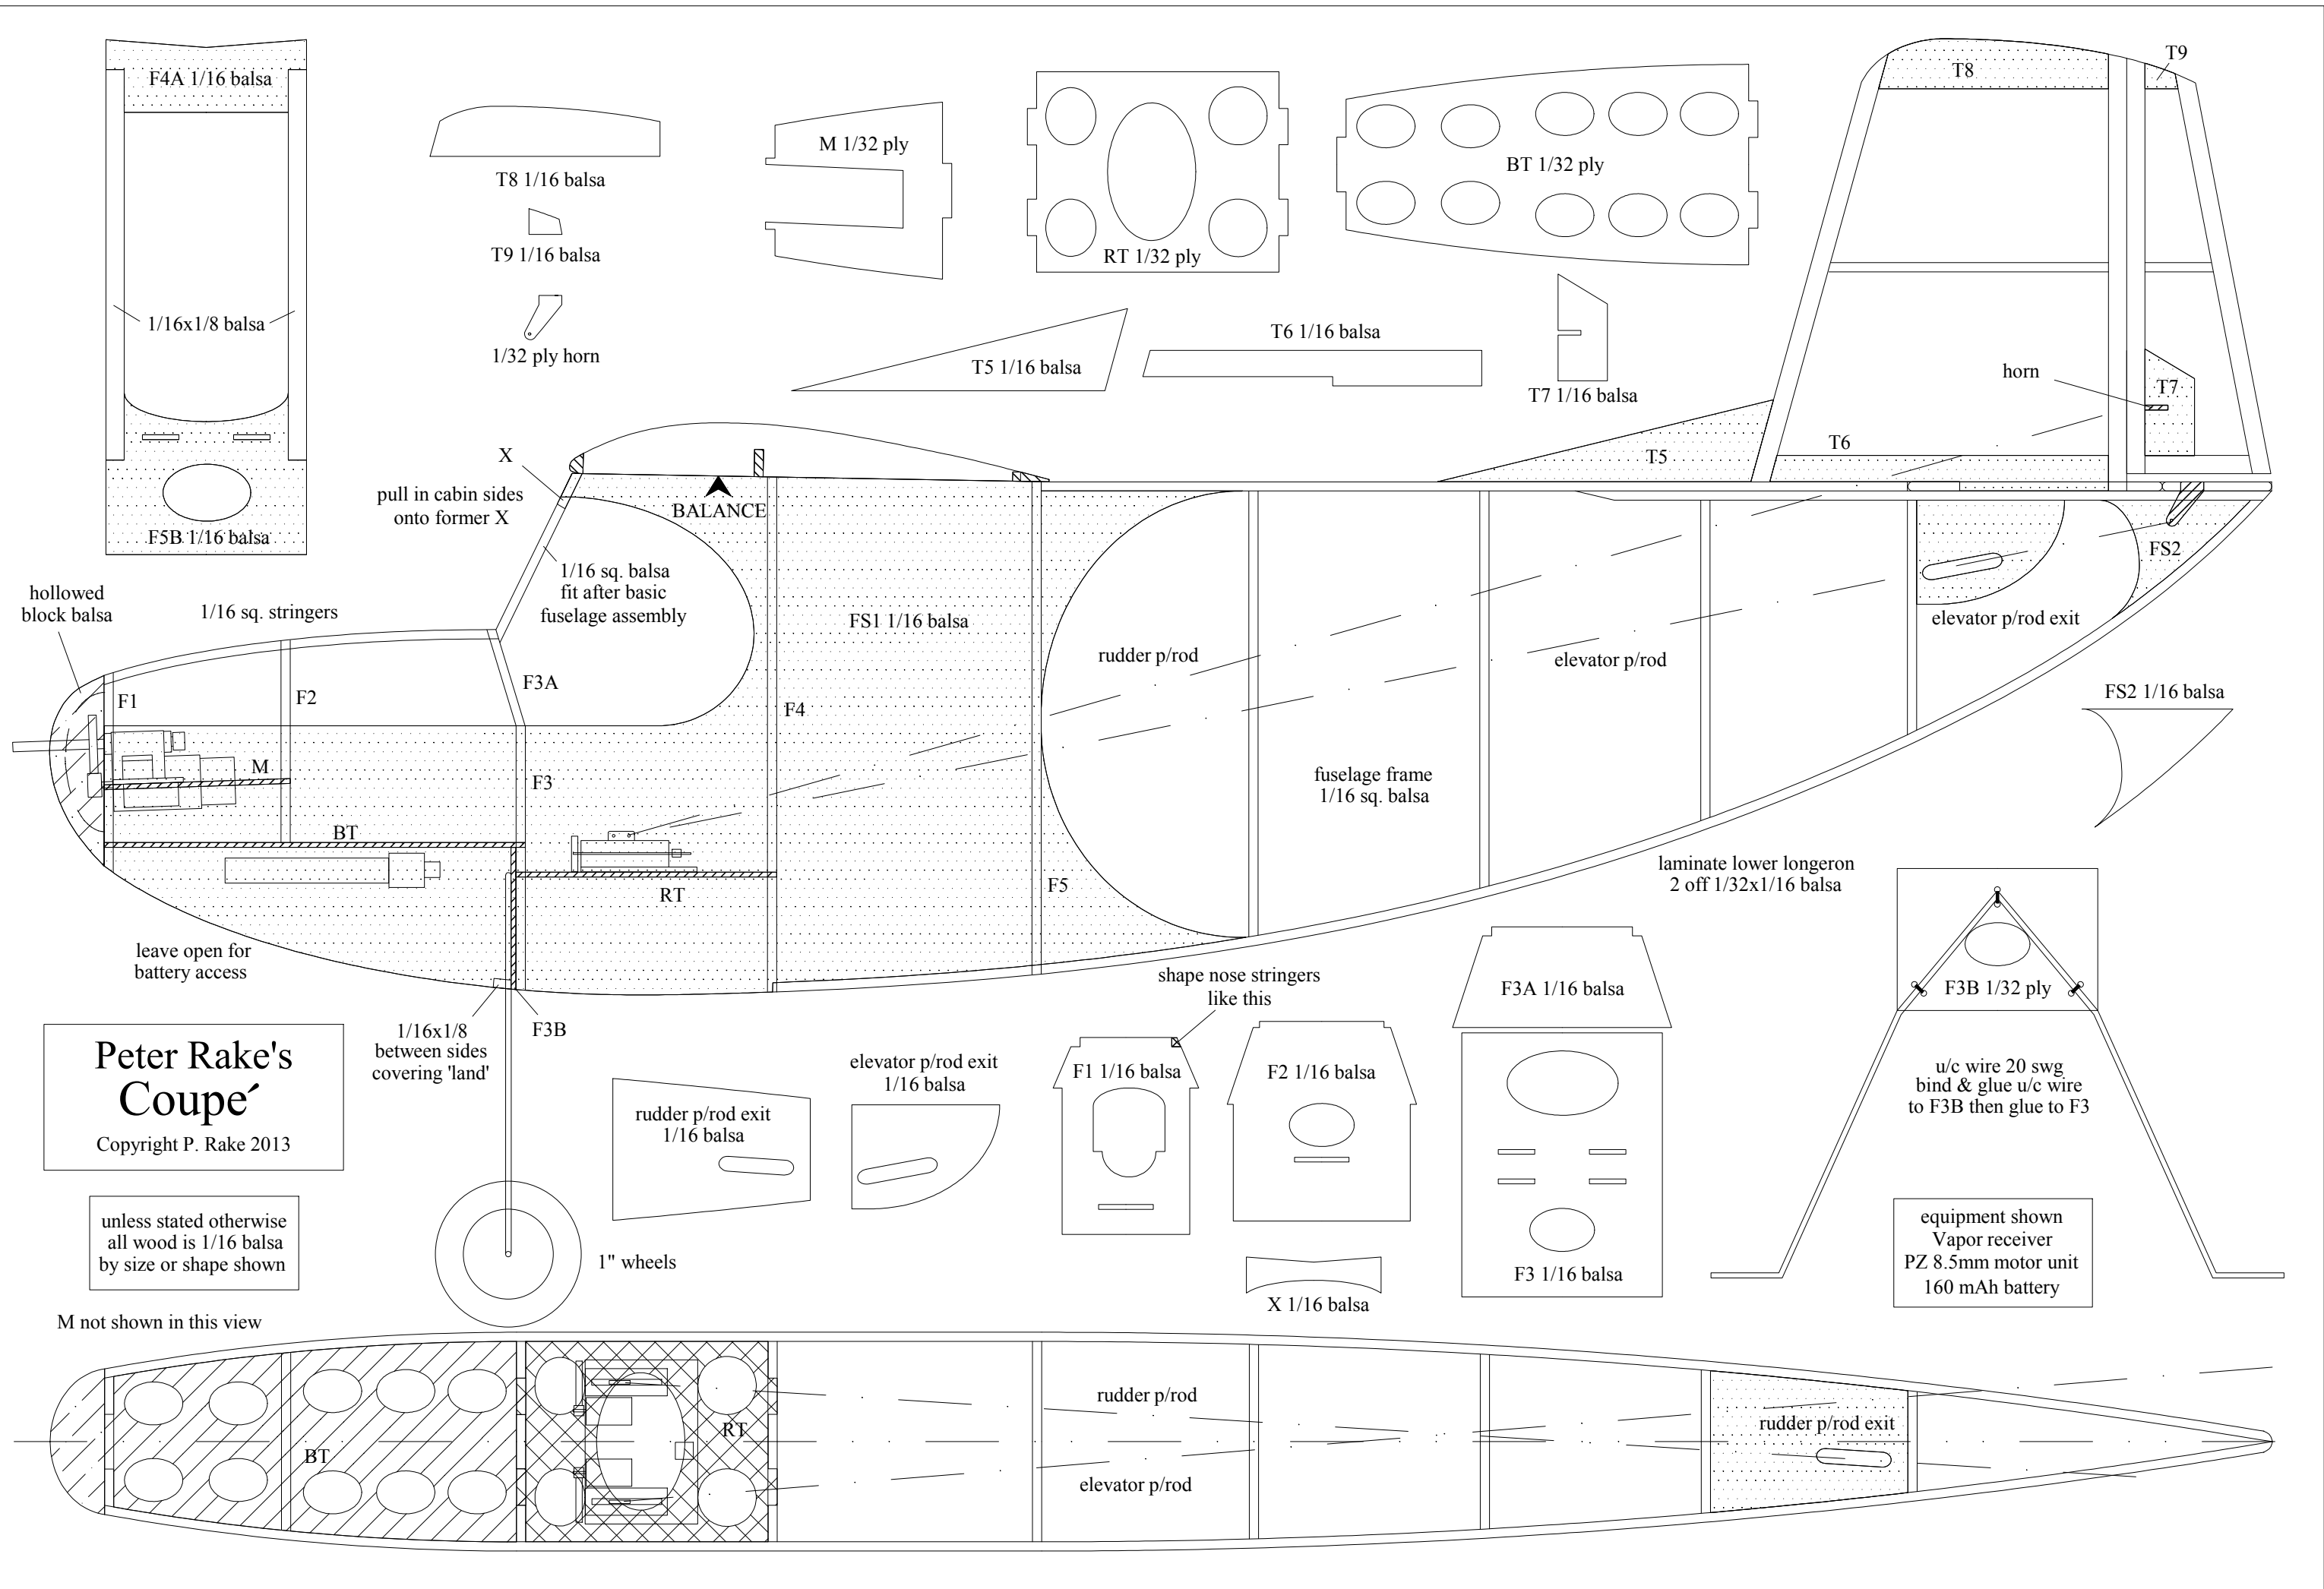 F4A 1/16 balsa
1/16x1/8 balsa
F5B 1/16 balsa
T8 1/16 balsa
T9 1/16 balsa
1/32 ply horn
M 1/32 ply
RT 1/32 ply
BT 1/32 ply
T5 1/16 balsa
T6 1/16 balsa
T7 1/16 balsa
T8
T9
horn
T7
T6
T5
X
pull in cabin sides
onto former X
BALANCE
1/16 sq. balsa
fit after basic
fuselage assembly
hollowed
block balsa
1/16 sq. stringers
F1
F2
F3A
FS1 1/16 balsa
rudder p/rod
elevator p/rod
elevator p/rod exit
FS2
FS2 1/16 balsa
F4
M
F3
BT
RT
F5
fuselage frame
1/16 sq. balsa
laminate lower longeron
2 off 1/32x1/16 balsa
leave open for
battery access
1/16x1/8
between sides
covering 'land'
F3B
Peter Rake's
Coupe´
Copyright P. Rake 2013
unless stated otherwise
all wood is 1/16 balsa
by size or shape shown
1" wheels
rudder p/rod exit
1/16 balsa
elevator p/rod exit
1/16 balsa
shape nose stringers
like this
F1 1/16 balsa
F2 1/16 balsa
X 1/16 balsa
F3A 1/16 balsa
F3 1/16 balsa
F3B 1/32 ply
u/c wire 20 swg
bind & glue u/c wire
to F3B then glue to F3
equipment shown
Vapor receiver
PZ 8.5mm motor unit
160 mAh battery
M not shown in this view
BT
RT
rudder p/rod
elevator p/rod
rudder p/rod exit